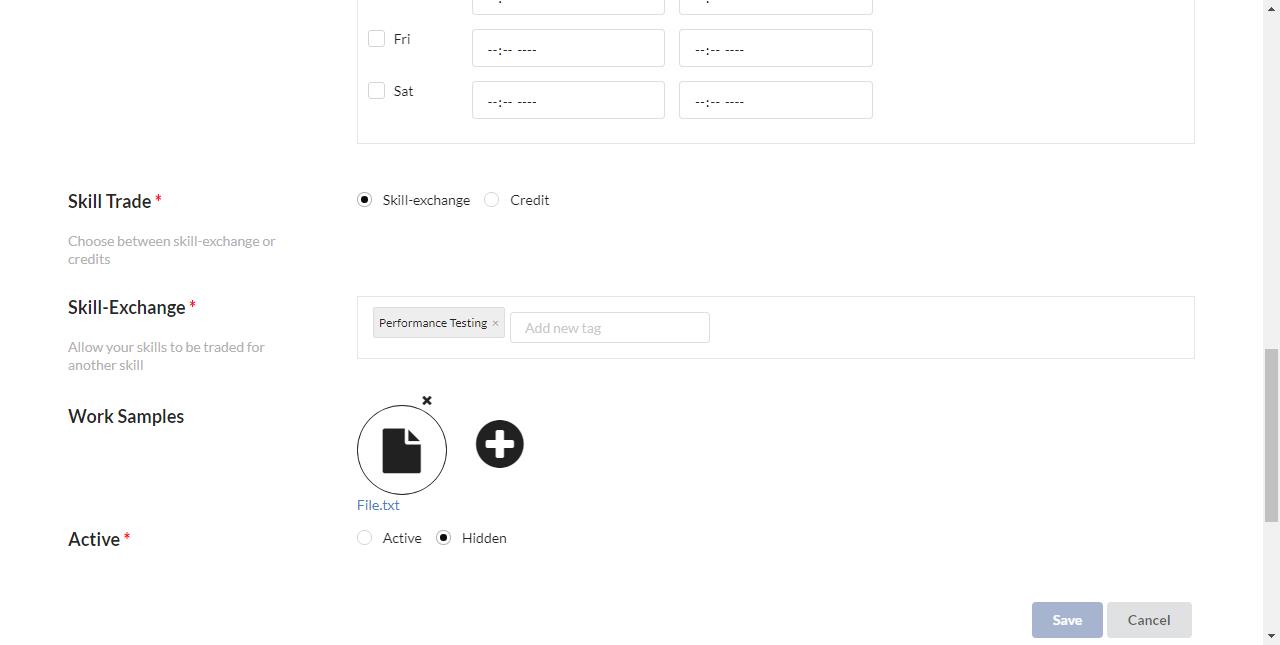 Fri --:-- ---- --:-- ----
Sat --:-- ---- --:-- ----
Skill Trade * Skill-exchange Credit
Choose between skill-exchange or
credits
Skill-Exchange * Performance Testing × Add new tag
Allow your skills to be traded for
another skill
Work Samples
File.txt
Active * Active Hidden
Save Cancel